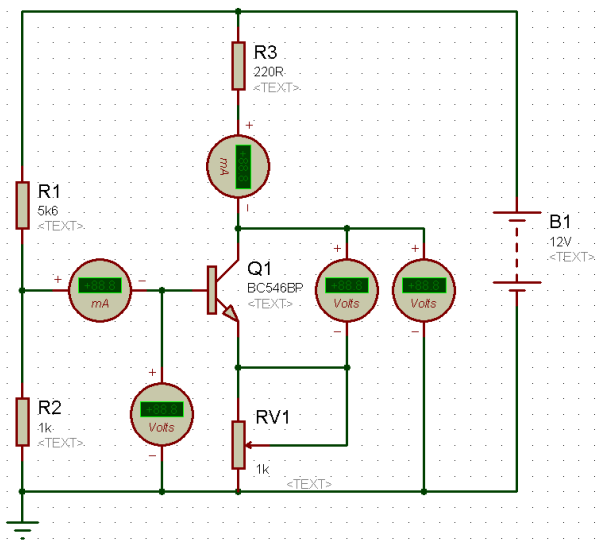 R3
220R
<TEXT>
+
mA
-
R1
5k6
<TEXT>
+
mA
-
Q1
BC546BP
<TEXT>
+
Volts
-
+
Volts
-
B1
12V
<TEXT>
R2
1k
<TEXT>
+
Volts
-
RV1
1k
<TEXT>